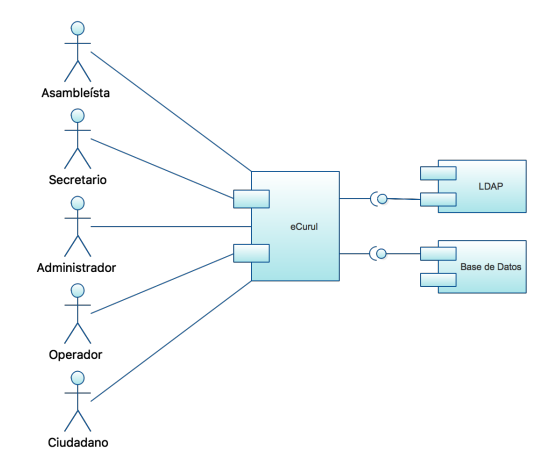 Asambleísta
Secretario
Administrador
Operador
Ciudadano
eCurul
LDAP
Base de Datos